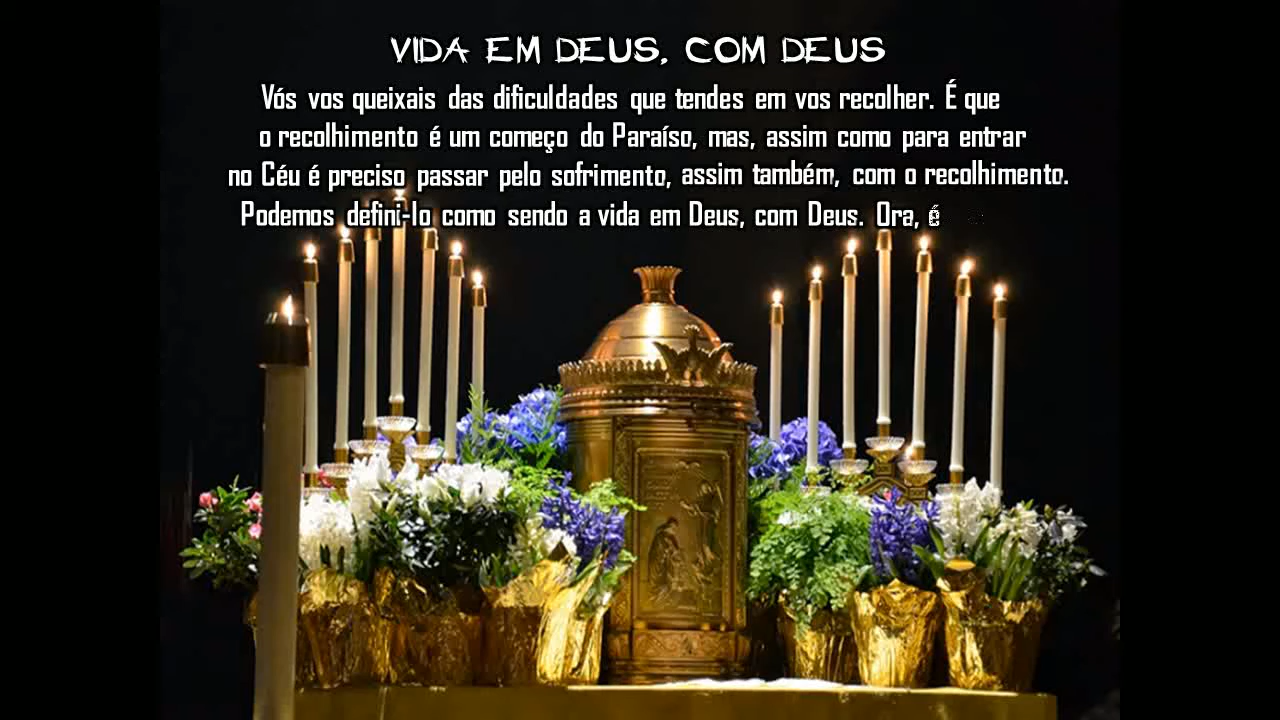 VIDA EM DEUS, COM DEUS
Vós vos queixais das dificuldades que tendes em vos recolher. É que
o recolhimento é um começo do Paraíso, mas, assim como para entrar
no Céu é preciso passar pelo sofrimento, assim também, com o recolhimento.
Podemos defini-lo como sendo a vida em Deus, com Deus. Ora, é